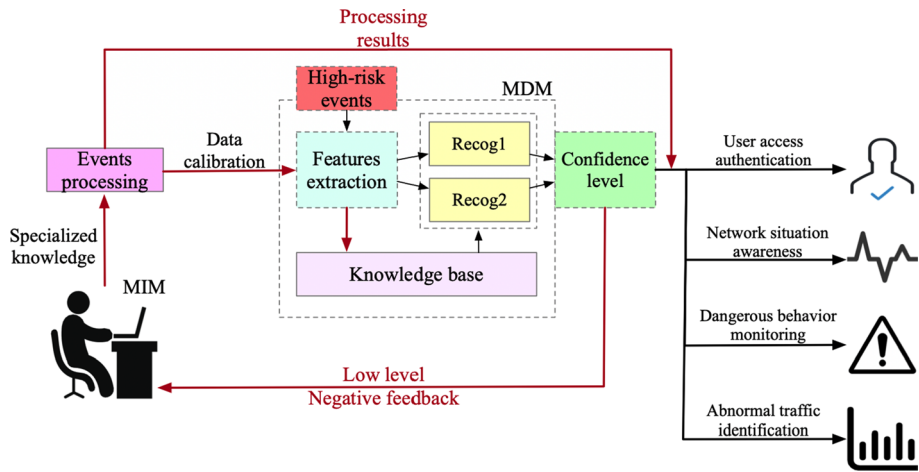 Processing
results
High-risk
events
MDM
Data
calibration
Events
processing
Features
extraction
Recog1
Recog2
Confidence
level
User access
authentication
Specialized
knowledge
Network situation
awareness
Knowledge base
MIM
Dangerous behavior
monitoring
Low level
Negative feedback
Abnormal traffic
identification